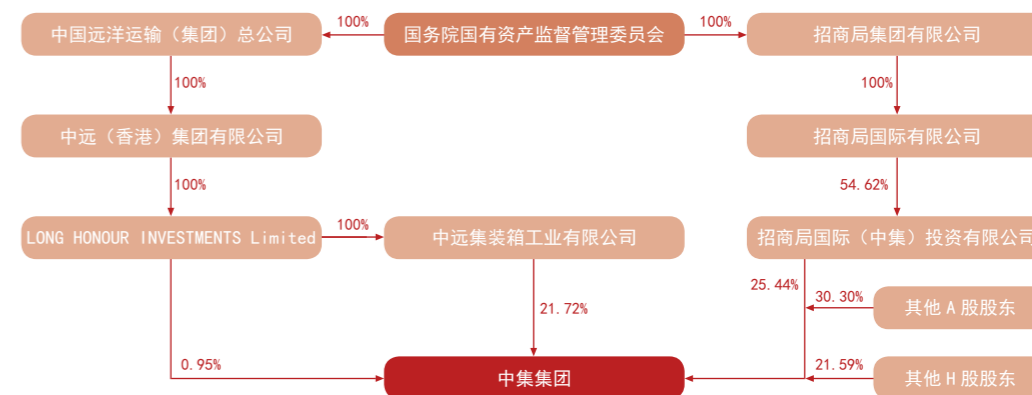 中国远洋运输（集团）总公司
100%
国务院国有资产监督管理委员会
100%
招商局集团有限公司
100%
100%
中远（香港）集团有限公司
招商局国际有限公司
100%
54.62%
LONG HONOUR INVESTMENTS Limited
100%
中远集装箱工业有限公司
招商局国际（中集）投资有限公司
25.44%
30.30%
其他 A 股股东
21.72%
0.95%
中集集团
21.59%
其他 H 股股东